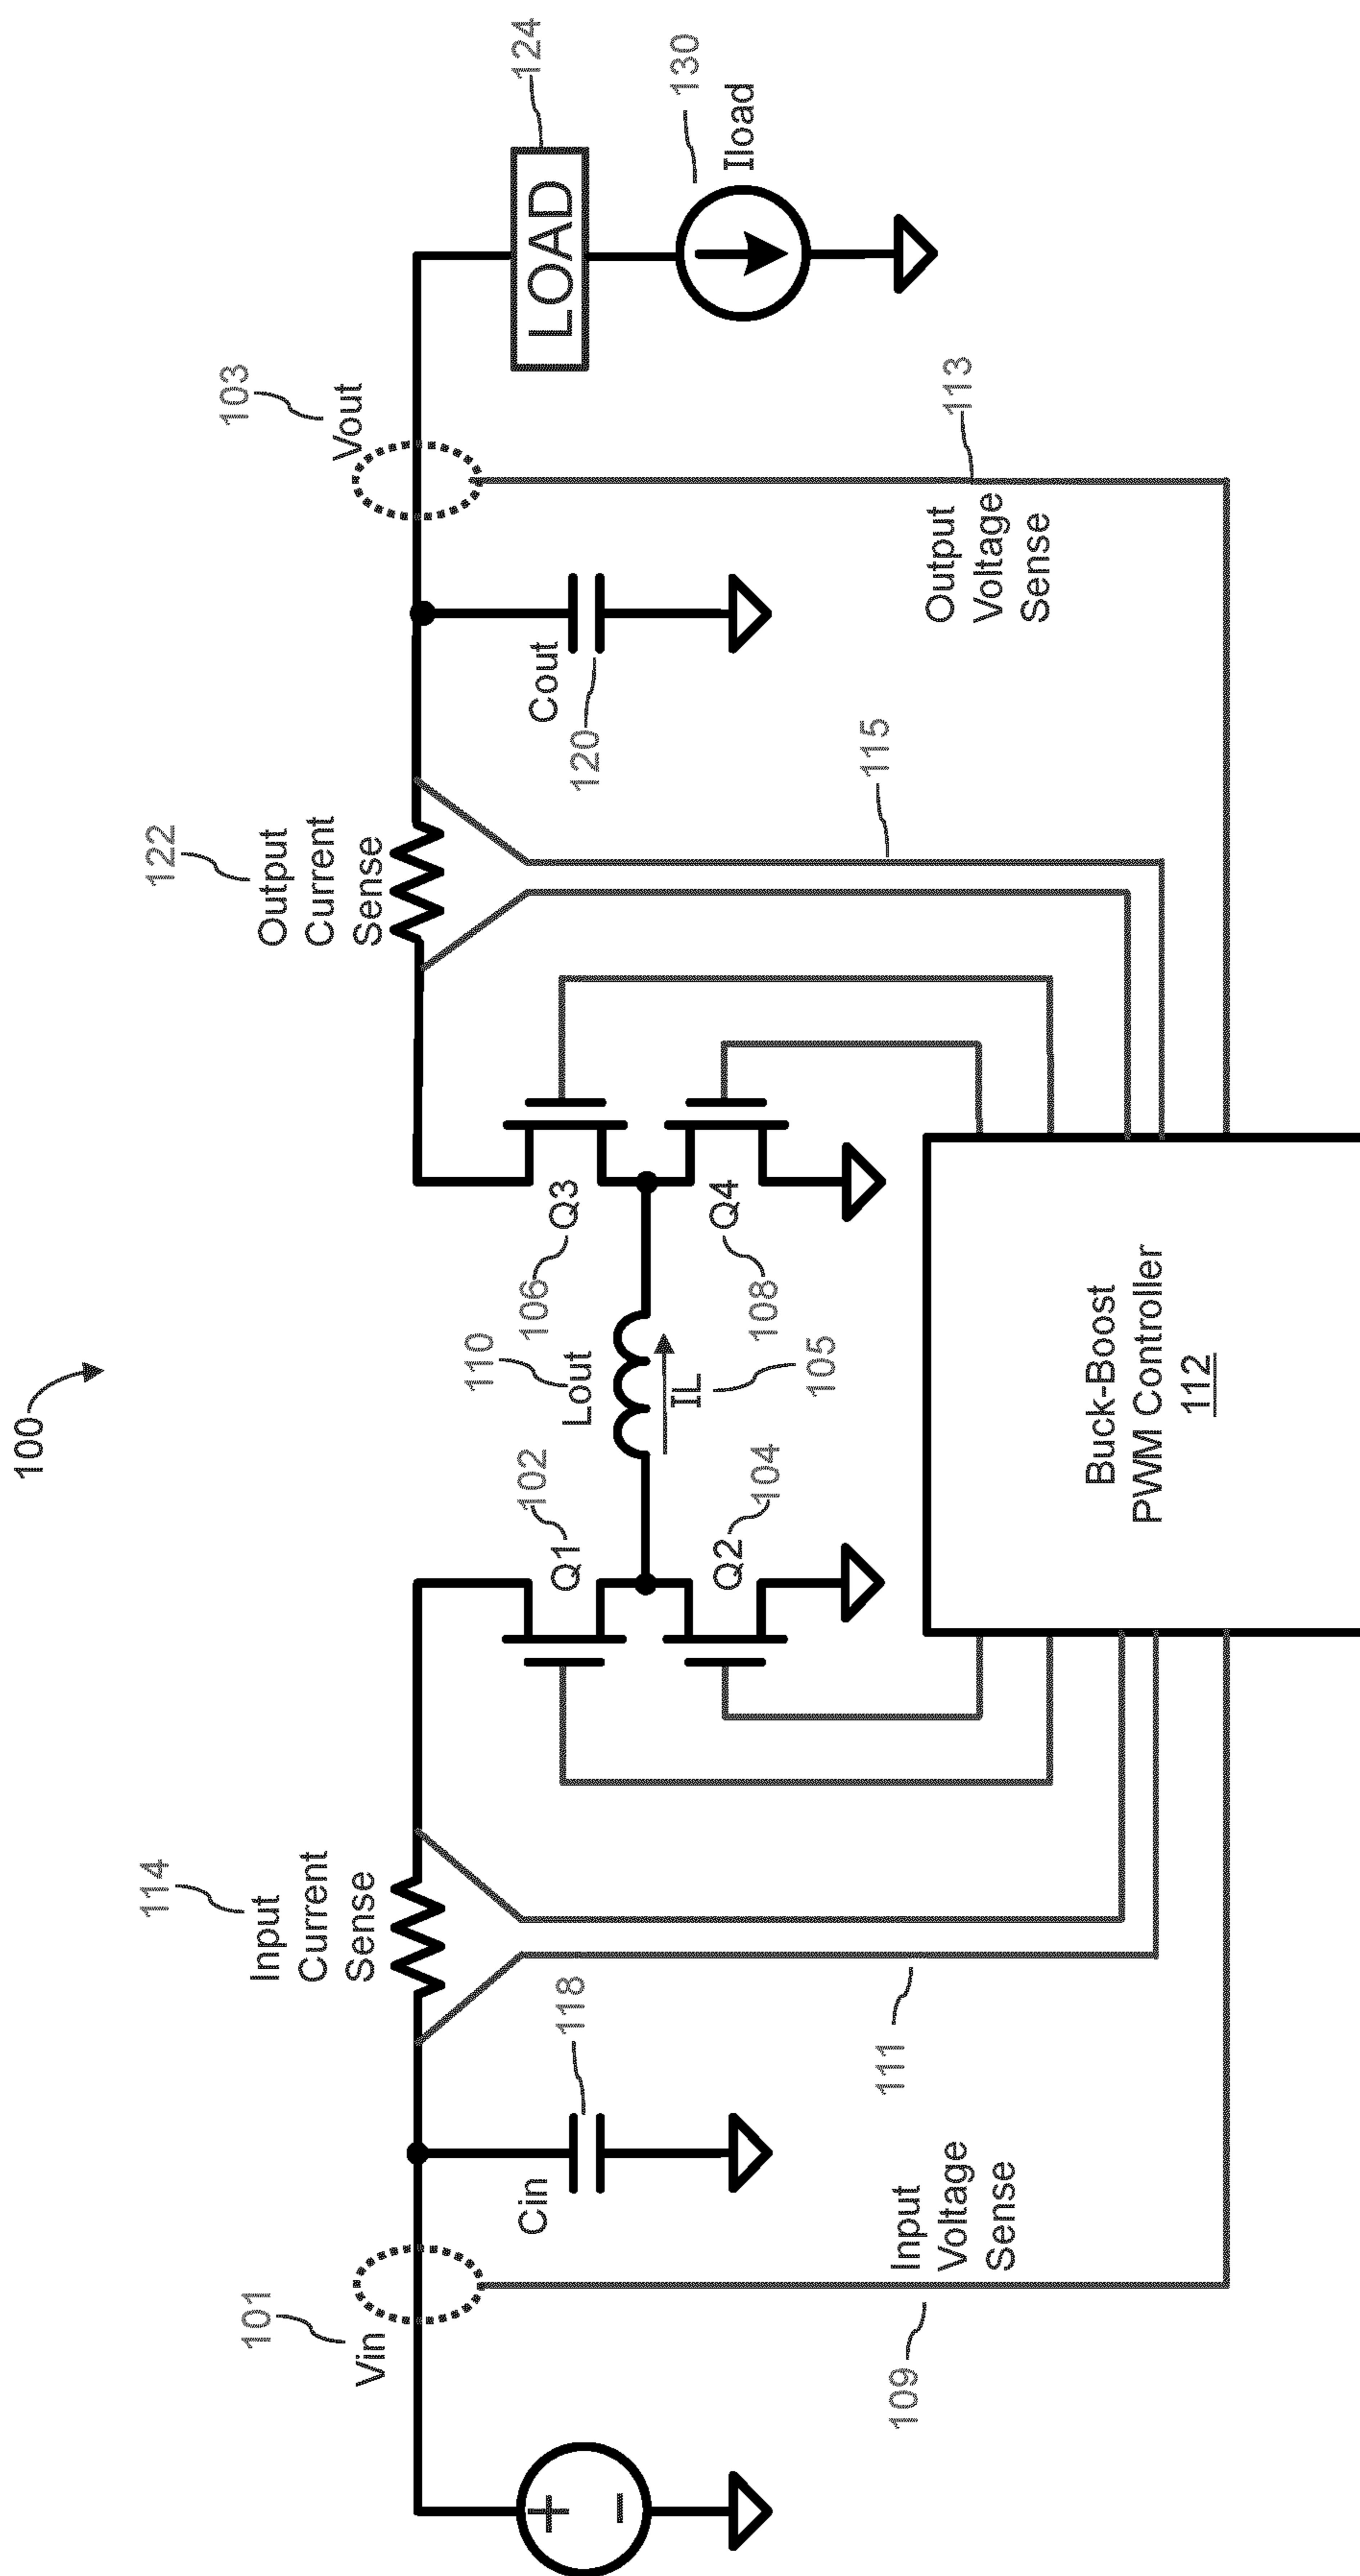 100
114
Input
Current
Sense
122
Output
Current
Sense
101
Vin
103
Vout
Cin
118
Q1
102
Q2
104
110
Lout
IL
105
106
Q3
108
Q4
Cout
120
LOAD
124
130
Iload
+
-
109
Input
Voltage
Sense
111
115
Output
Voltage
Sense
113
Buck-Boost
PWM Controller
112